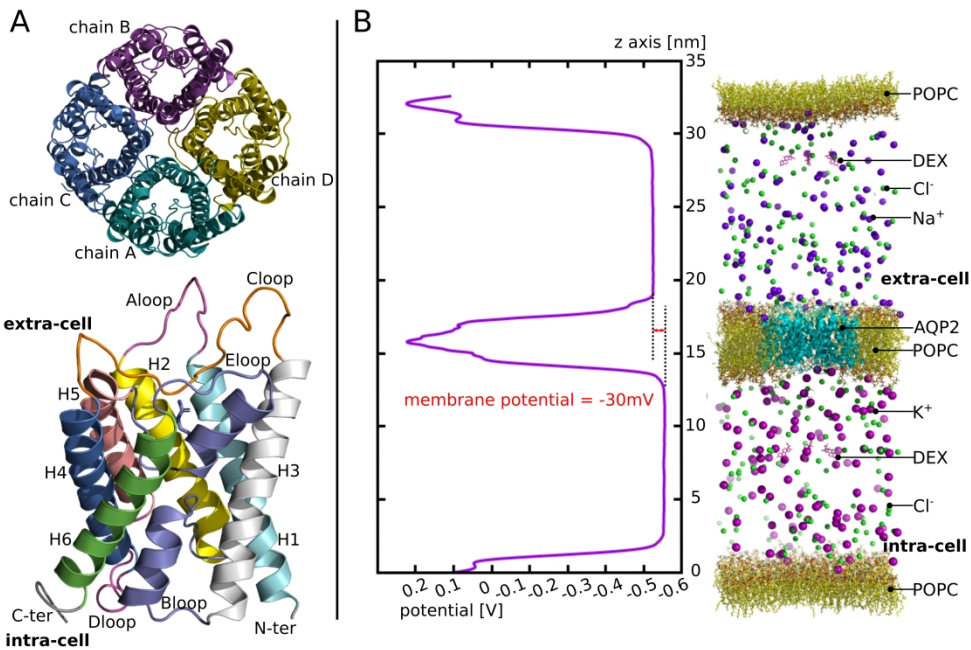 A
chain B
chain D
chain C
chain A
Cloop
Aloop
extra-cell
H2
Eloop
H5
H4
H3
H6
H1
C-ter
Bloop
Dloop
N-ter
intra-cell
B
z axis [nm]
35
30
25
20
15
10
5
0
membrane potential = -30mV
0.2 0.1 0 -0.1 -0.2 -0.3 -0.4 -0.5 -0.6
potential [V]
POPC
DEX
Cl-
Na+
extra-cell
AQP2
POPC
K+
DEX
Cl-
intra-cell
POPC